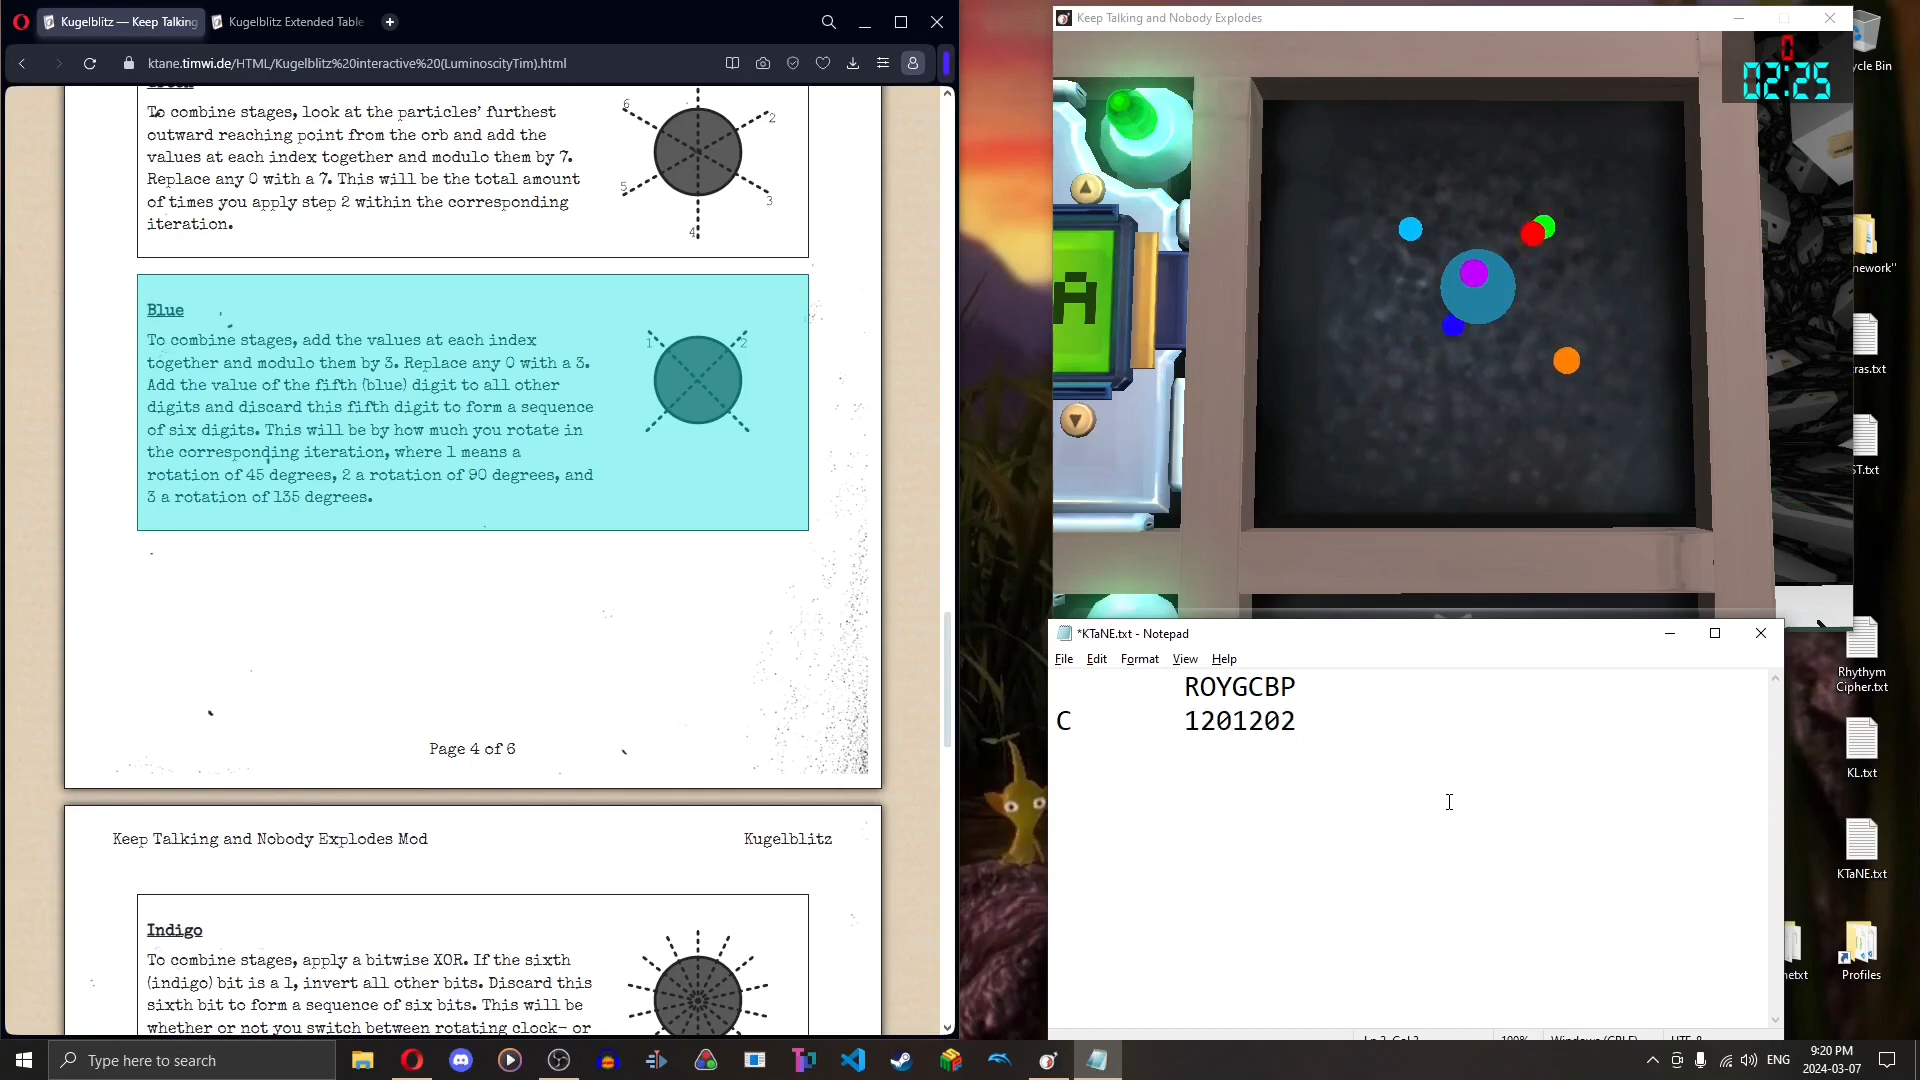 Kugelblitz — Keep Talking
Kugelblitz Extended Table
ktane.timwi.de/HTML/Kugelblitz%20interactive%20(LuminoscityTim).html
To combine stages, look at the particles’ furthest
outward reaching point from the orb and add the
values at each index together and modulo them by 7.
Replace any 0 with a 7. This will be the total amount
of times you apply step 2 within the corresponding
iteration.
6
2
5
3
4
Blue
To combine stages, add the values at each index
together and modulo them by 3. Replace any 0 with a 3.
Add the value of the fifth (blue) digit to all other
digits and discard this fifth digit to form a sequence
of six digits. This will be by how much you rotate in
the corresponding iteration, where 1 means a
rotation of 45 degrees, 2 a rotation of 90 degrees, and
3 a rotation of 135 degrees.
1
2
Page 4 of 6
Keep Talking and Nobody Explodes Mod
Kugelblitz
Indigo
To combine stages, apply a bitwise XOR. If the sixth
(indigo) bit is a 1, invert all other bits. Discard this
sixth bit to form a sequence of six bits. This will be
whether or not you switch between rotating clock- or
Keep Talking and Nobody Explodes
0
02:25
A
*KTaNE.txt - Notepad
File Edit Format View Help
ROYGCBP
C 1201202
100%
UTF-8
ycle Bin
nework"
ras.txt
ST.txt
Rhythym
Cipher.txt
KL.txt
KTaNE.txt
netxt
Profiles
Type here to search
ENG
9:20 PM
2024-03-07